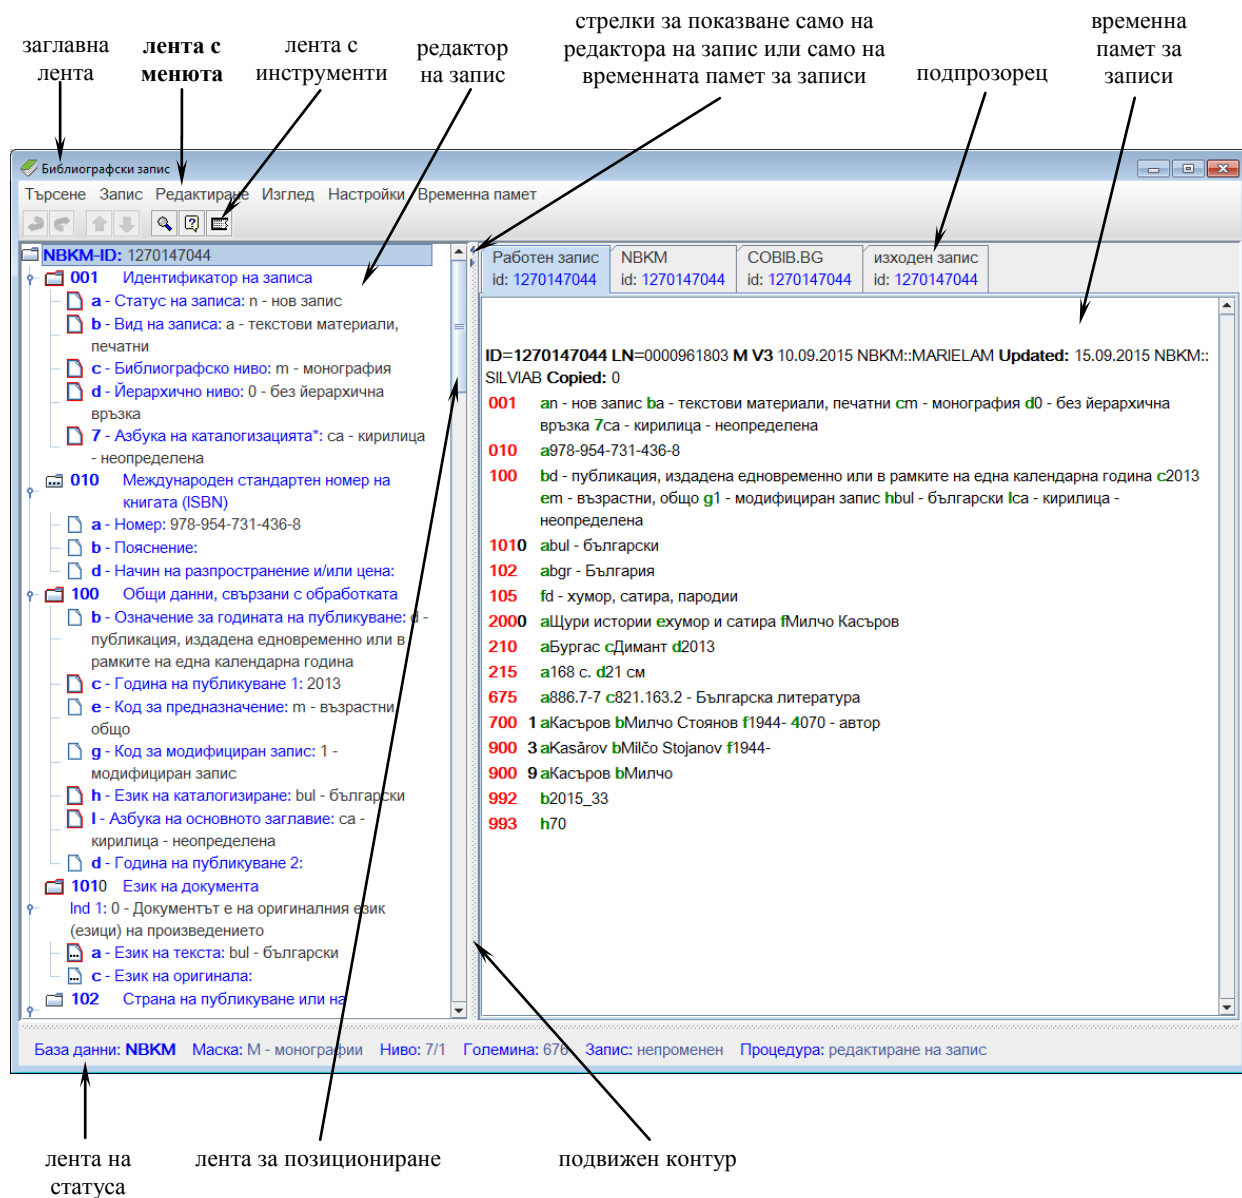 стрелки за показване само на
редактора на запис или само на
временната памет за записи
временна
памет за
записи
заглавна
лента
лента с
менюта
лента с
инструменти
редактор
на запис
подпрозорец
Библиографски запис
Търсене Запис Редактиране Изглед Настройки Временна памет
NBKM-ID: 1270147044
001 Идентификатор на записа
a - Статус на записа: n - нов запис
b - Вид на записа: a - текстови материали,
печатни
c - Библиографско ниво: m - монография
d - Йерархично ниво: 0 - без йерархична
връзка
7 - Азбука на каталогизацията*: ca - кирилица
- неопределена
010 Международен стандартен номер на
книгата (ISBN)
a - Номер: 978-954-731-436-8
b - Пояснение:
d - Начин на разпространение и/или цена:
100 Общи данни, свързани с обработката
b - Означение за годината на публикуване: d -
публикация, издадена едновременно или в
рамките на една календарна година
c - Година на публикуване 1: 2013
e - Код за предназначение: m - възрастни,
общо
g - Код за модифициран запис: 1 -
модифициран запис
h - Език на каталогизиране: bul - български
l - Азбука на основното заглавие: ca -
кирилица - неопределена
d - Година на публикуване 2:
1010 Език на документа
Ind 1: 0 - Документът е на оригиналния език
(езици) на произведението
a - Език на текста: bul - български
c - Език на оригинала:
102 Страна на публикуване или на
Работен запис NBKM COBIB.BG изходен запис
id: 1270147044 id: 1270147044 id: 1270147044 id: 1270147044
ID=1270147044 LN=0000961803 M V3 10.09.2015 NBKM::MARIELAM Updated: 15.09.2015 NBKM::
SILVIAB Copied: 0
001 an - нов запис ba - текстови материали, печатни cm - монография d0 - без йерархична
връзка 7ca - кирилица - неопределена
010 a978-954-731-436-8
100 bd - публикация, издадена едновременно или в рамките на една календарна година c2013
em - възрастни, общо g1 - модифициран запис hbul - български lca - кирилица -
неопределена
1010 abul - български
102 abgr - България
105 fd - хумор, сатира, пародии
2000 aЩури истории eхумор и сатира fМилчо Касъров
210 aБургас cДимант d2013
215 a168 с. d21 см
675 a886.7-7 c821.163.2 - Българска литература
700 1 aКасъров bМилчо Стоянов f1944- 4070 - автор
900 3 aKasărov bMilčo Stojanov f1944-
900 9 aКасъров bМилчо
992 b2015_33
993 h70
База данни: NBKM Маска: M - монографии Ниво: 7/1 Големина: 676 Запис: непроменен Процедура: редактиране на запис
лента на
статуса
лента за позициониране
подвижен контур